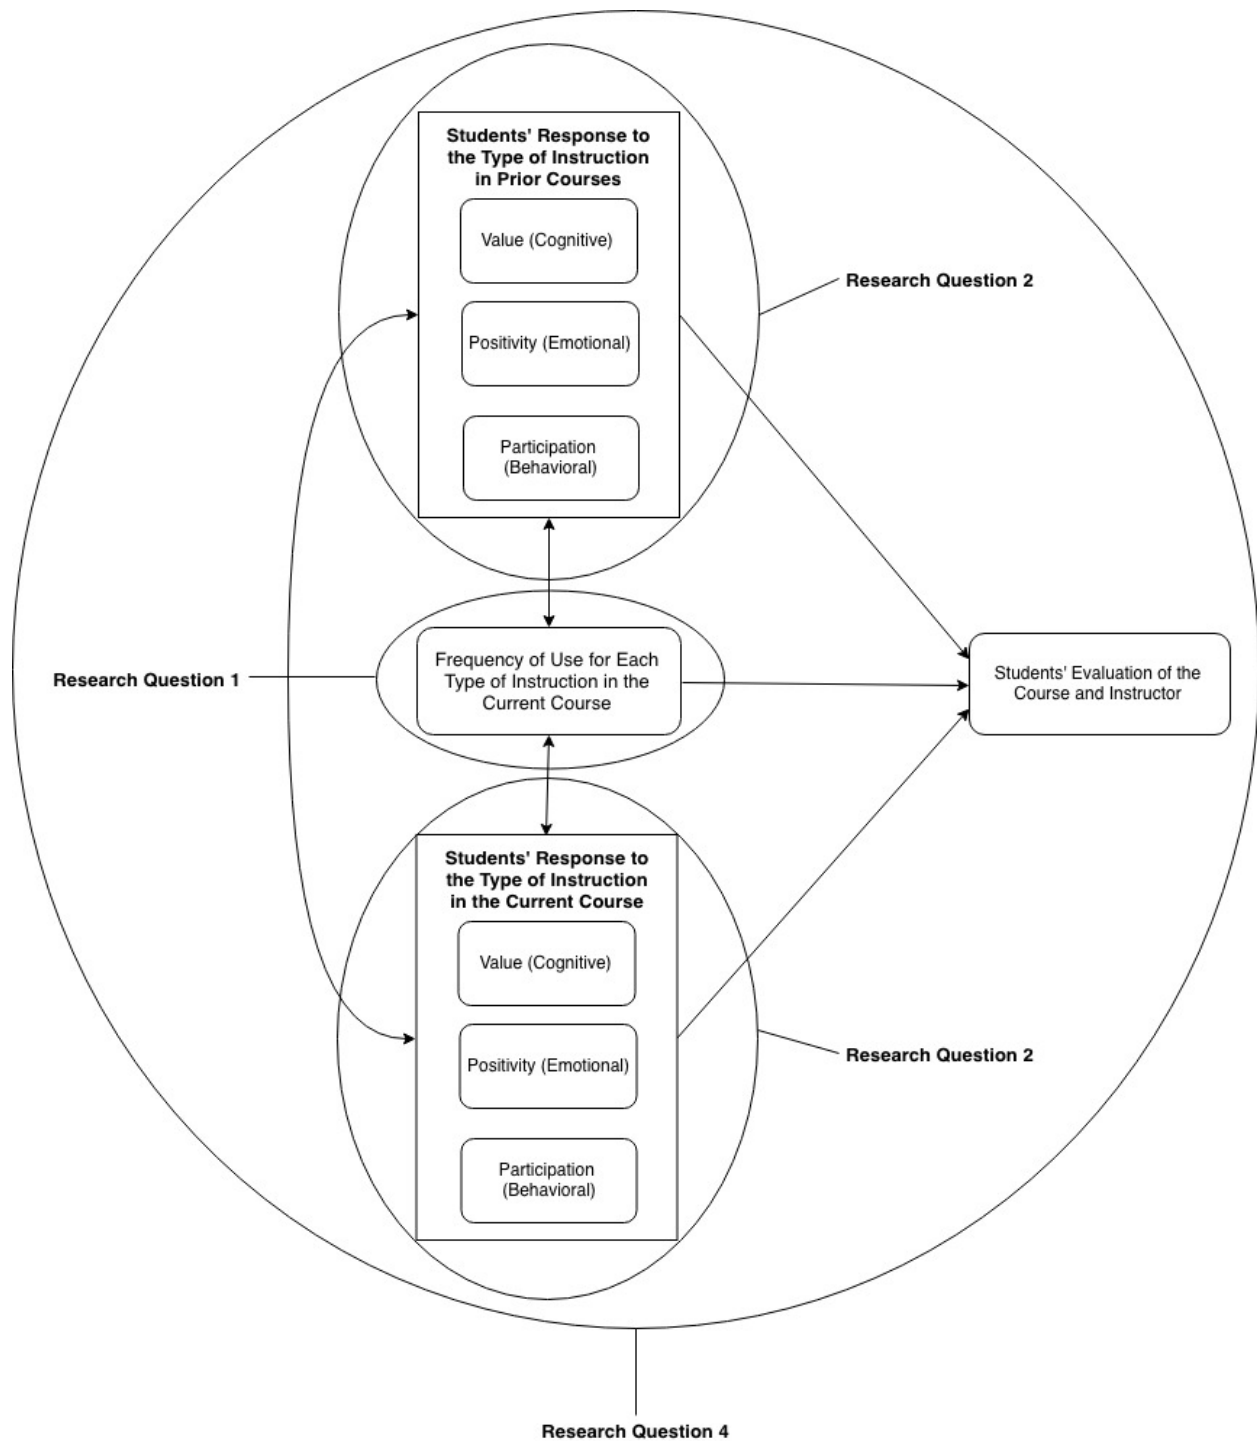 Students' Response to
the Type of Instruction
in Prior Courses
Value (Cognitive)
Research Question 2
Positivity (Emotional)
Participation
(Behavioral)
Frequency of Use for Each
Type of Instruction in the
Current Course
Research Question 1
Students' Evaluation of the
Course and Instructor
Students' Response to
the Type of Instruction
in the Current Course
Value (Cognitive)
Positivity (Emotional)
Research Question 2
Participation
(Behavioral)
Research Question 4